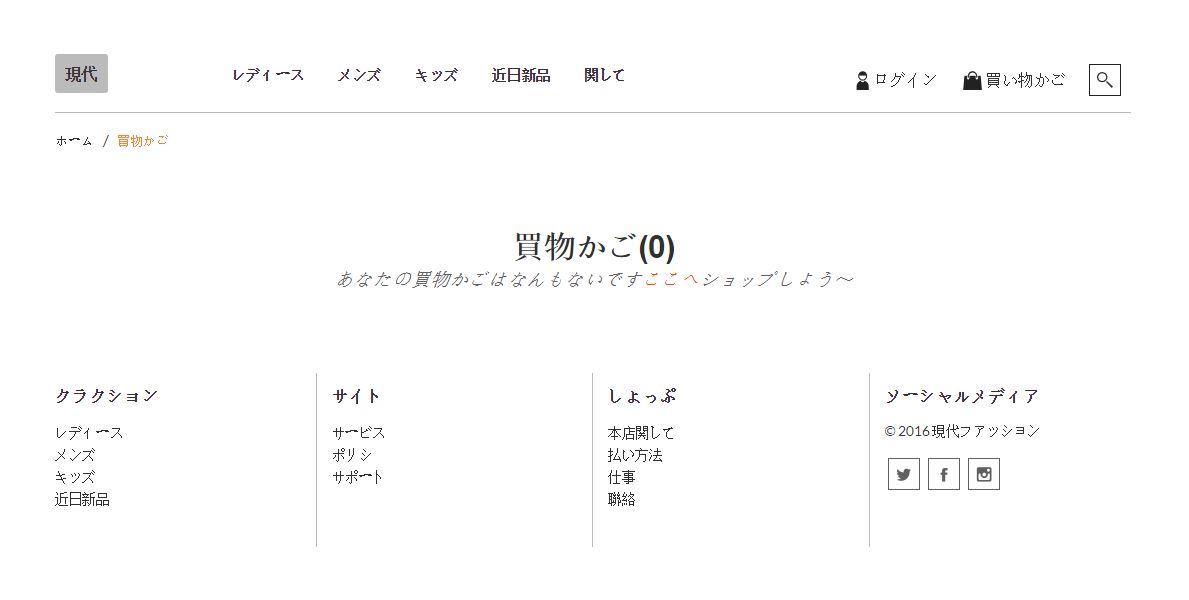 現代 レディース メンズ キッズ 近日新品 関して ログイン 買い物かご
ホーム / 買物かご
買物かご(0)
あなたの買物かごはなんもないですここへショップしよう～
クラクション
レディース
メンズ
キッズ
近日新品
サイト
サービス
ポリシ
サポート
しょっぷ
本店関して
払い方法
仕事
聯絡
ソーシャルメディア
© 2016 現代ファッション